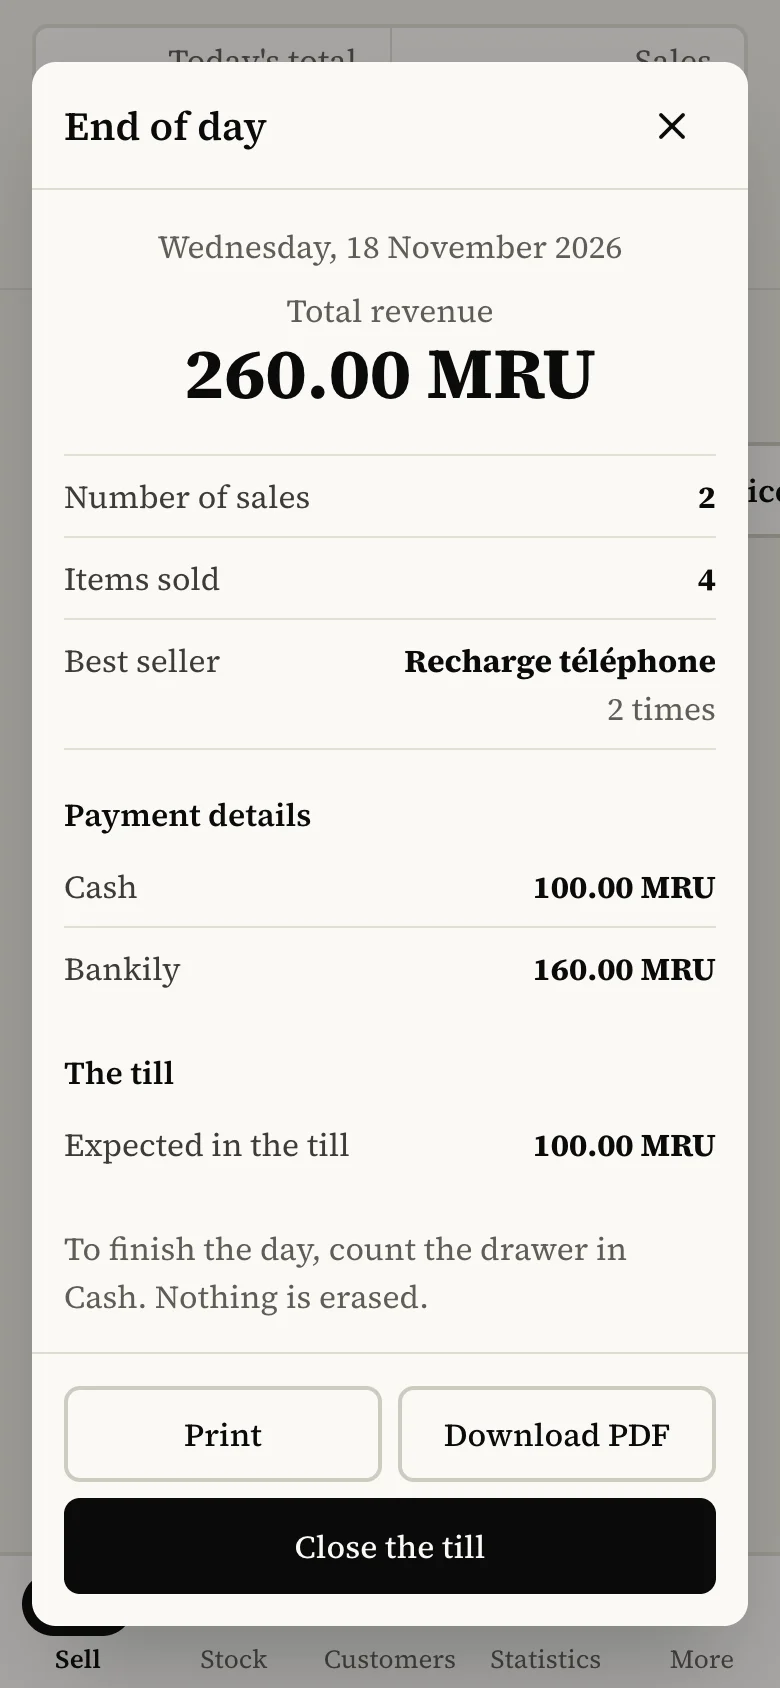 Today's total
Sales
End of day
Wednesday, 18 November 2026
Total revenue
260.00 MRU
Number of sales
2
Items sold
4
Best seller
Recharge téléphone
2 times
Payment details
Cash
100.00 MRU
Bankily
160.00 MRU
The till
Expected in the till
100.00 MRU
To finish the day, count the drawer in
Cash. Nothing is erased.
Print
Download PDF
Close the till
Sell
Stock
Customers
Statistics
More